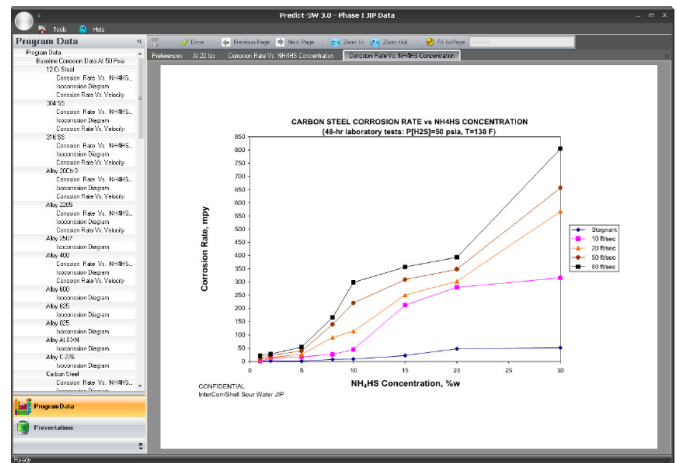 Predict-SW 3.0 - Phase I JIP Data
Tools Help
Program Data «
Done Previous Page Next Page Zoom In Zoom Out Fit to Page
Preferences At 20 fps Corrosion Rate Vs. NH4HS Concentration Corrosion Rate Vs. NH4HS Concentration
Program Data
Baseline Corrosion Data At 50 Psia
12 Cr Steel
Corrosion Rate Vs. NH4HS...
Isocorrosion Diagram
Corrosion Rate Vs. Velocity
304 SS
Corrosion Rate Vs. NH4HS...
Isocorrosion Diagram
Corrosion Rate Vs. Velocity
316 SS
Corrosion Rate Vs. NH4HS...
Isocorrosion Diagram
Corrosion Rate Vs. Velocity
Alloy 20Cb3
Corrosion Rate Vs. NH4HS...
Isocorrosion Diagram
Corrosion Rate Vs. Velocity
Alloy 2205
Corrosion Rate Vs. NH4HS...
Isocorrosion Diagram
Corrosion Rate Vs. Velocity
Alloy 2507
Isocorrosion Diagram
Alloy 400
Corrosion Rate Vs. NH4HS...
Isocorrosion Diagram
Corrosion Rate Vs. Velocity
Alloy 600
Isocorrosion Diagram
Alloy 625
Isocorrosion Diagram
Alloy 825
Isocorrosion Diagram
Alloy AL6XN
Isocorrosion Diagram
Alloy C-276
Isocorrosion Diagram
Carbon Steel
Corrosion Rate Vs. NH4HS...
Isocorrosion Diagram
Program Data
Presentations
Ready
CARBON STEEL CORROSION RATE vs NH4HS CONCENTRATION
(48-hr laboratory tests: P[H2S]=50 psia, T=130 F)
Corrosion Rate, mpy
850
800
750
700
650
600
550
500
450
400
350
300
250
200
150
100
50
0
0 5 10 15 20 25 30
NH₄HS Concentration, %w
Stagnant
10 ft/sec
20 ft/sec
50 ft/sec
80 ft/sec
CONFIDENTIAL
InterCorr/Shell Sour Water JIP